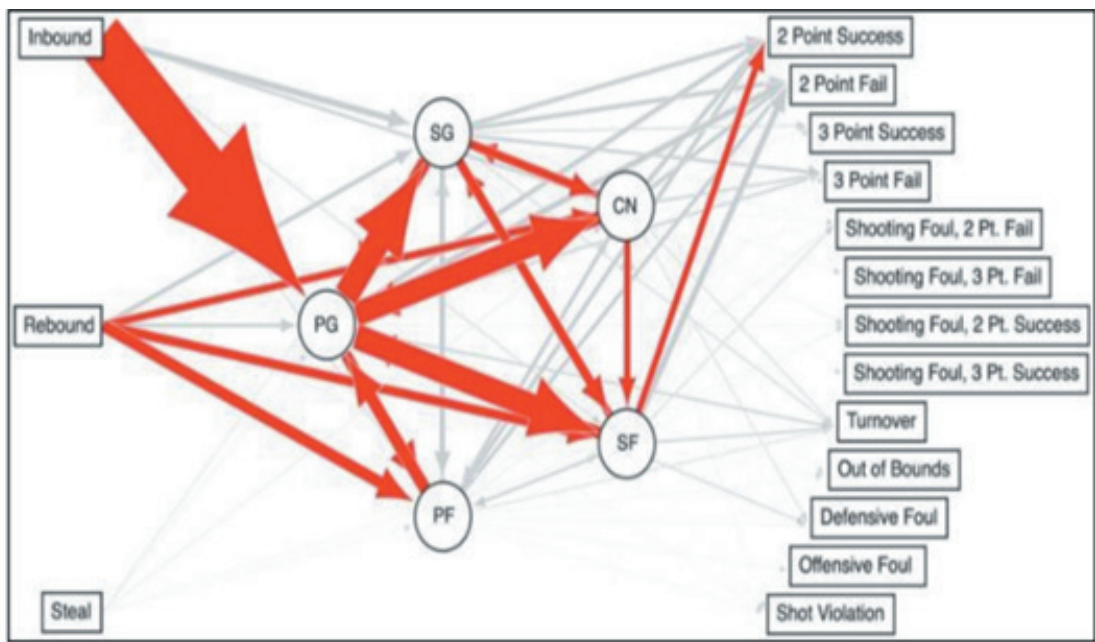 Inbound
Rebound
Steal
SG
CN
PG
SF
PF
2 Point Success
2 Point Fail
3 Point Success
3 Point Fail
Shooting Foul, 2 Pt. Fail
Shooting Foul, 3 Pt. Fail
Shooting Foul, 2 Pt. Success
Shooting Foul, 3 Pt. Success
Turnover
Out of Bounds
Defensive Foul
Offensive Foul
Shot Violation